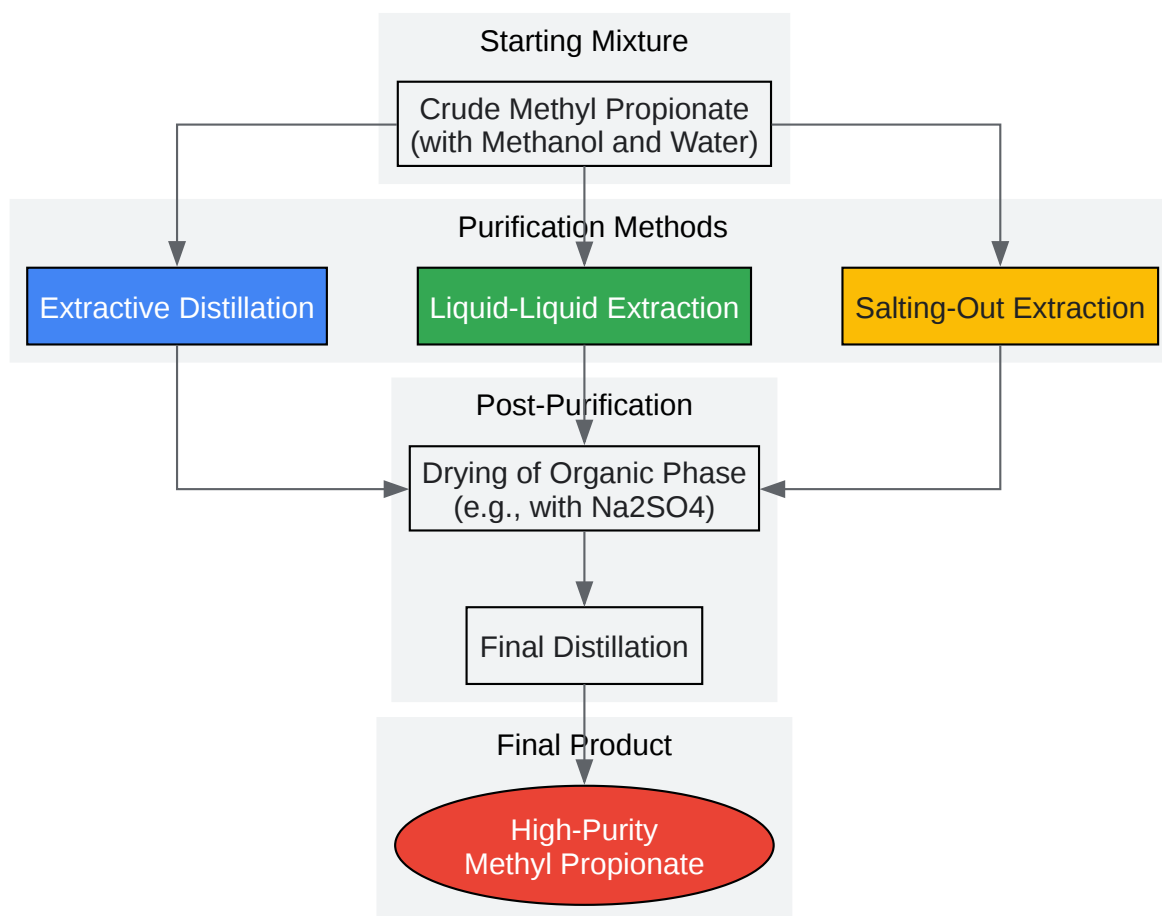 Starting Mixture
Crude Methyl Propionate
(with Methanol and Water)
Purification Methods
Extractive Distillation
Liquid-Liquid Extraction
Salting-Out Extraction
Post-Purification
Drying of Organic Phase
(e.g., with Na2SO4)
Final Distillation
Final Product
High-Purity
Methyl Propionate